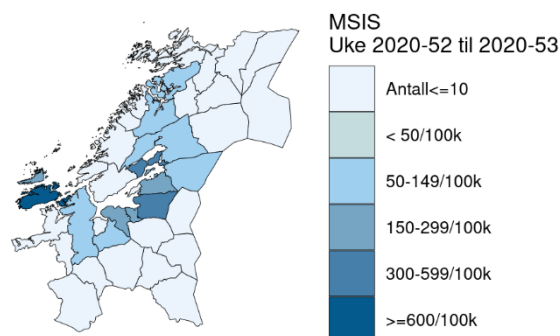 MSIS
Uke 2020-52 til 2020-53
Antall<=10
< 50/100k
50-149/100k
150-299/100k
300-599/100k
>=600/100k